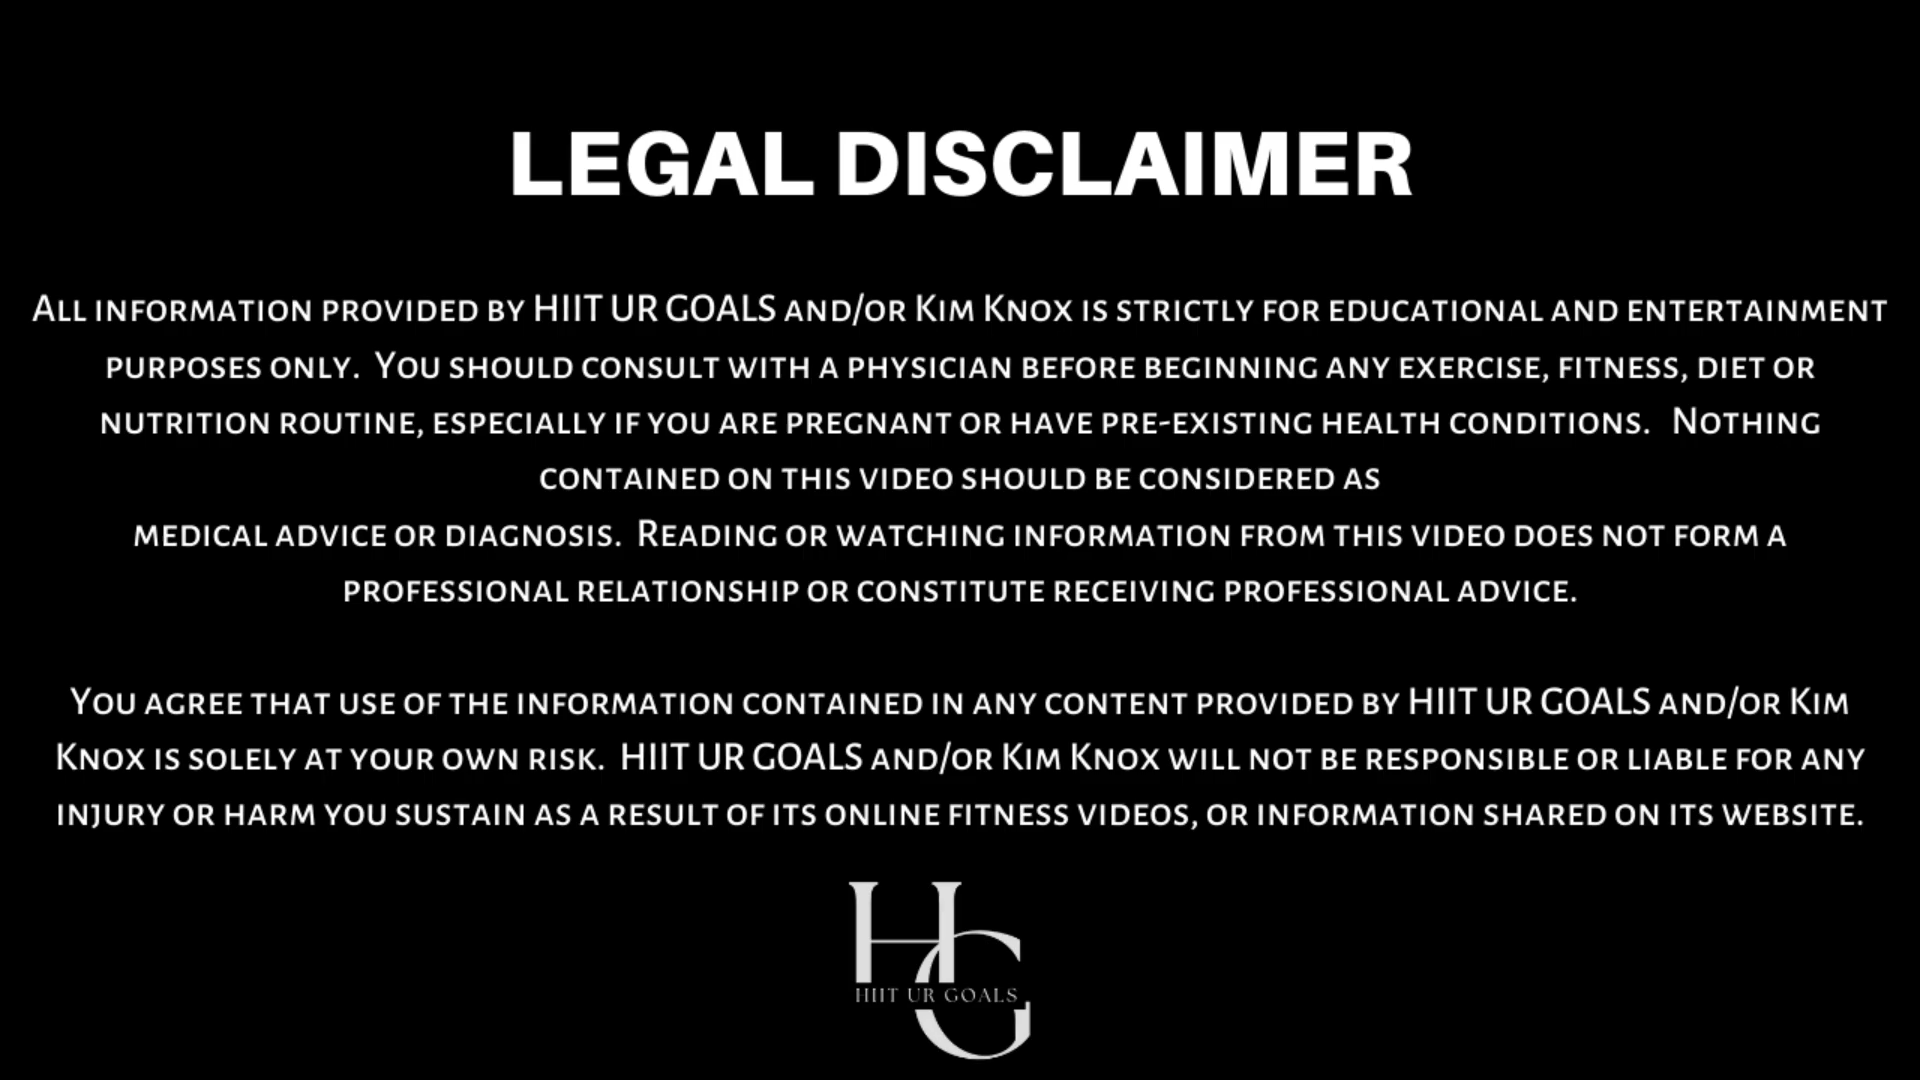 LEGAL DISCLAIMER
All information provided by HIIT UR GOALS and/or Kim Knox is strictly for educational and entertainment
purposes only. You should consult with a physician before beginning any exercise, fitness, diet or
nutrition routine, especially if you are pregnant or have pre-existing health conditions. Nothing
contained on this video should be considered as
medical advice or diagnosis. Reading or watching information from this video does not form a
professional relationship or constitute receiving professional advice.
You agree that use of the information contained in any content provided by HIIT UR GOALS and/or Kim
Knox is solely at your own risk. HIIT UR GOALS and/or Kim Knox will not be responsible or liable for any
injury or harm you sustain as a result of its online fitness videos, or information shared on its website.
HG
HIIT UR GOALS